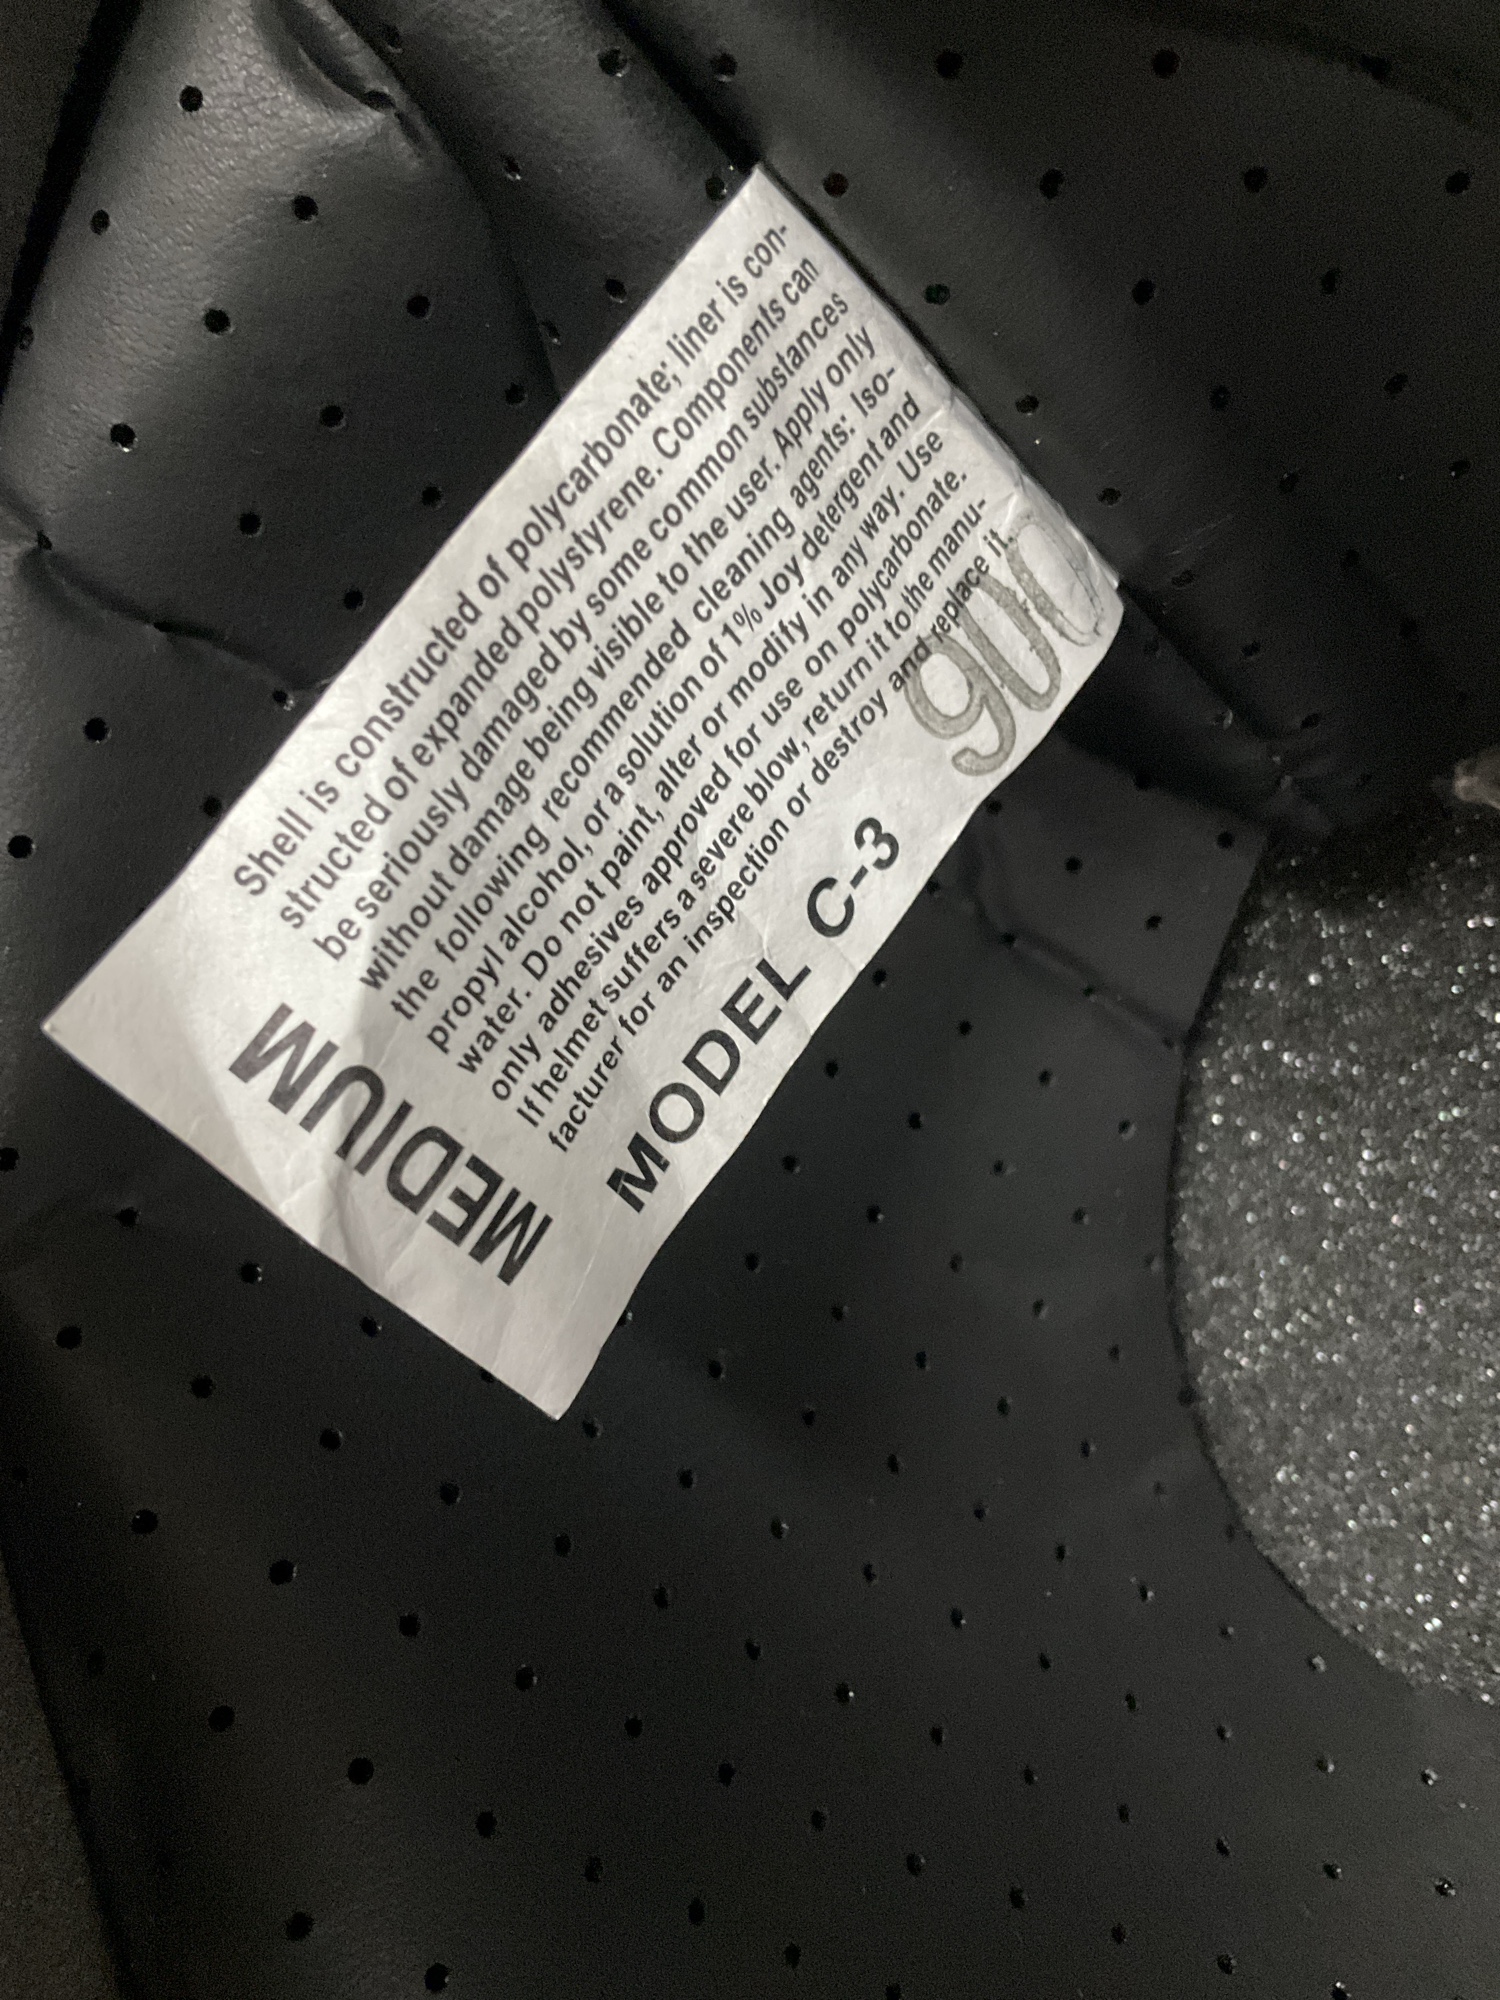 Shell is constructed of polycarbonate; liner is con-
structed of expanded polystyrene. Components can
be seriously damaged by some common substances
without damage being visible to the user. Apply only
the following recommended cleaning agents: Iso-
propyl alcohol, or a solution of 1% Joy detergent and
water. Do not paint, alter or modify in any way. Use
only adhesives approved for use on polycarbonate.
If helmet suffers a severe blow, return it to the manu-
facturer for an inspection or destroy and replace it.
MODEL C-3
900
MEDIUM